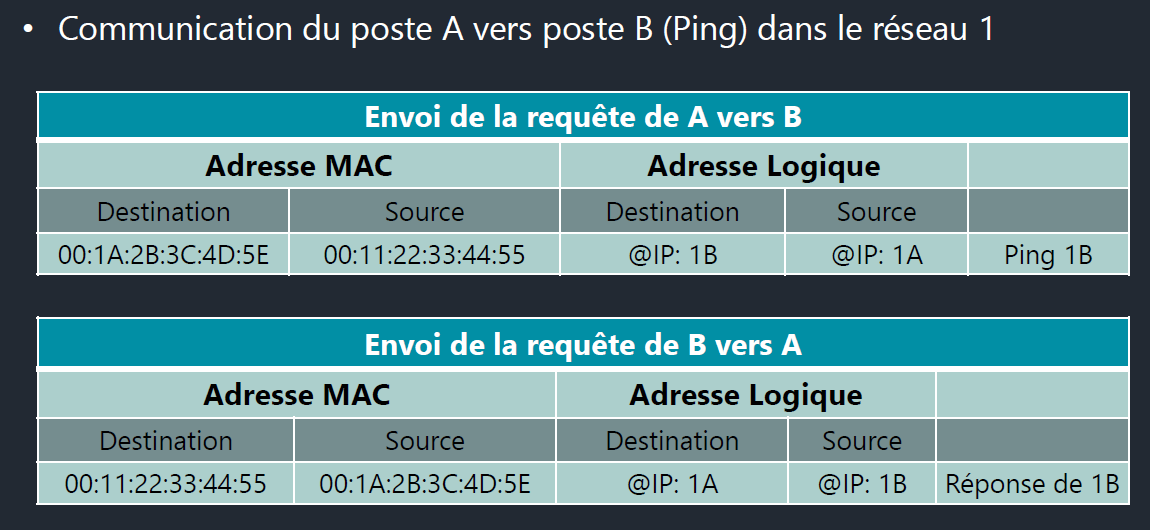 • Communication du poste A vers poste B (Ping) dans le réseau 1
Envoi de la requête de A vers B
Adresse MAC Adresse Logique
Destination Source Destination Source
00:1A:2B:3C:4D:5E 00:11:22:33:44:55 @IP: 1B @IP: 1A Ping 1B
Envoi de la requête de B vers A
Adresse MAC Adresse Logique
Destination Source Destination Source
00:11:22:33:44:55 00:1A:2B:3C:4D:5E @IP: 1A @IP: 1B Réponse de 1B